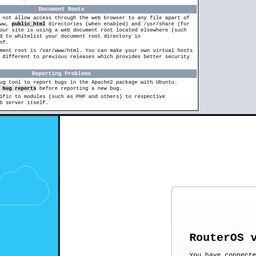 Document Roots
not allow access through the web browser to any file apart of
ww, public_html directories (when enabled) and /usr/share (for
our site is using a web document root located elsewhere (such
d to whitelist your document root directory in
nf.
ment root is /var/www/html. You can make your own virtual hosts
different to previous releases which provides better security
Reporting Problems
ug tool to report bugs in the Apache2 package with Ubuntu.
bug reports before reporting a new bug.
ific to modules (such as PHP and others) to respective
b server itself.
RouterOS v
You have connecte